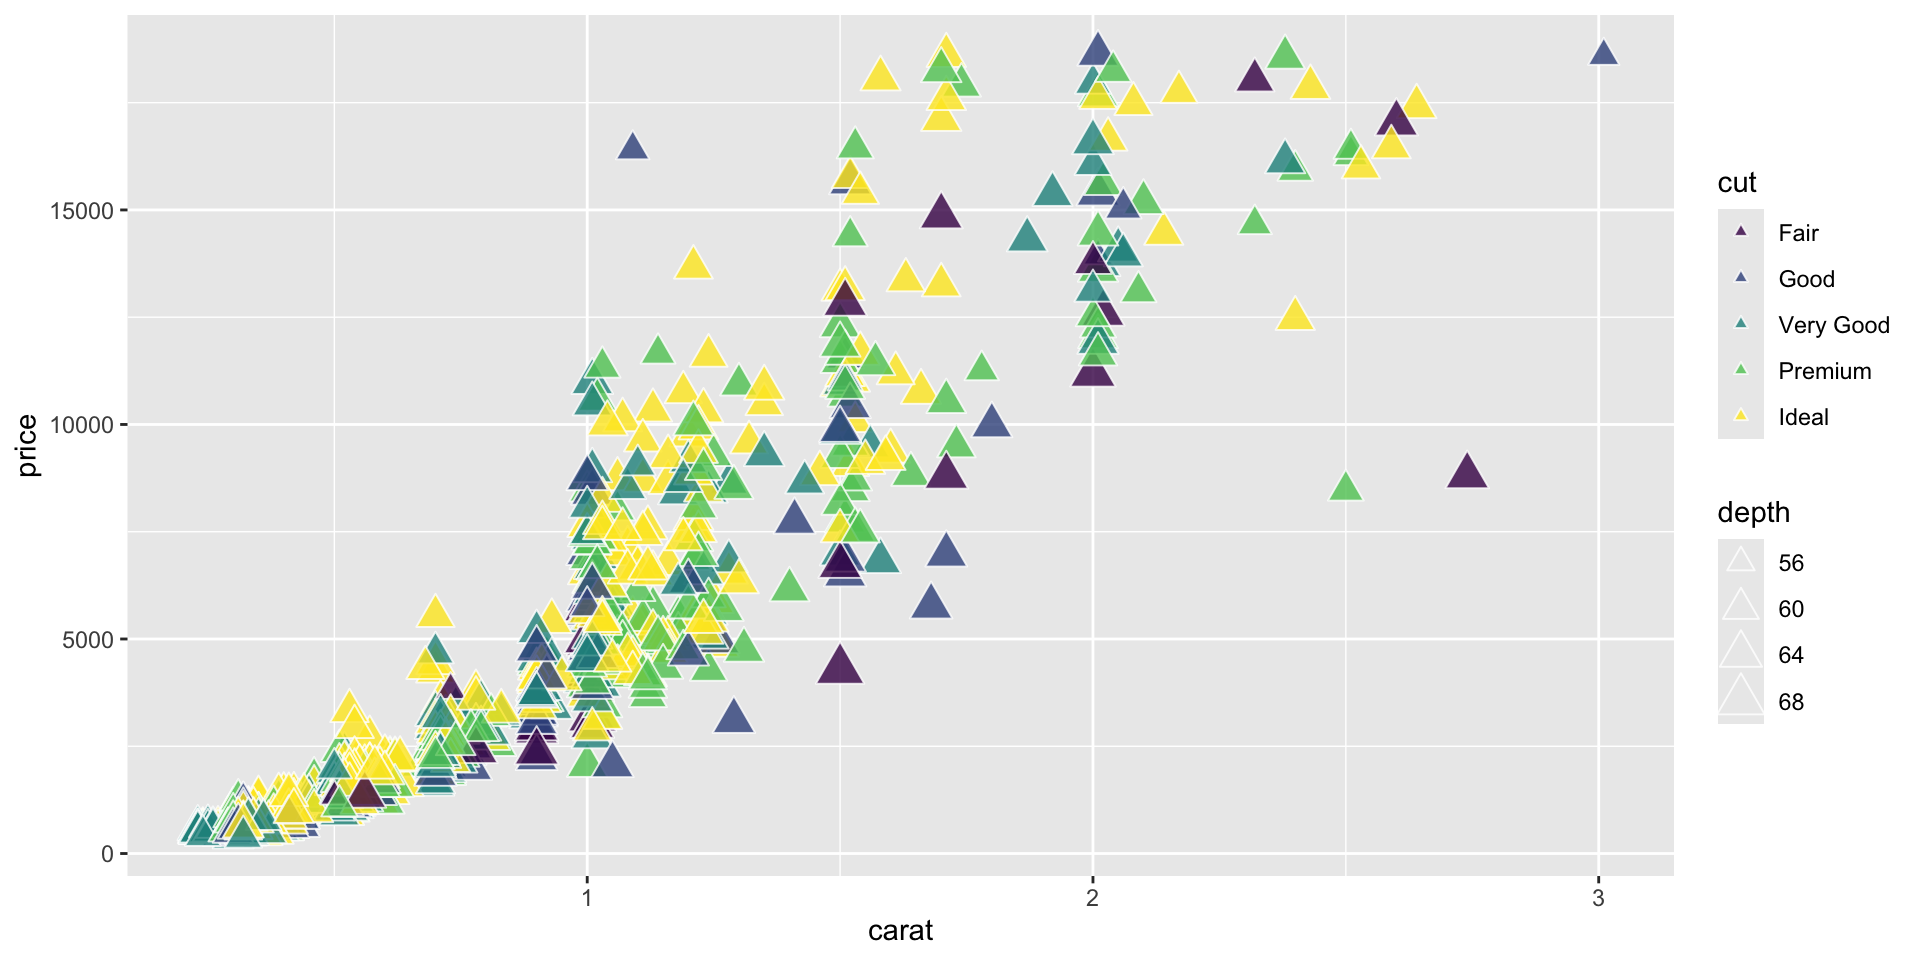 15000
10000
5000
0
price
1
2
3
carat
cut
Fair
Good
Very Good
Premium
Ideal
depth
56
60
64
68